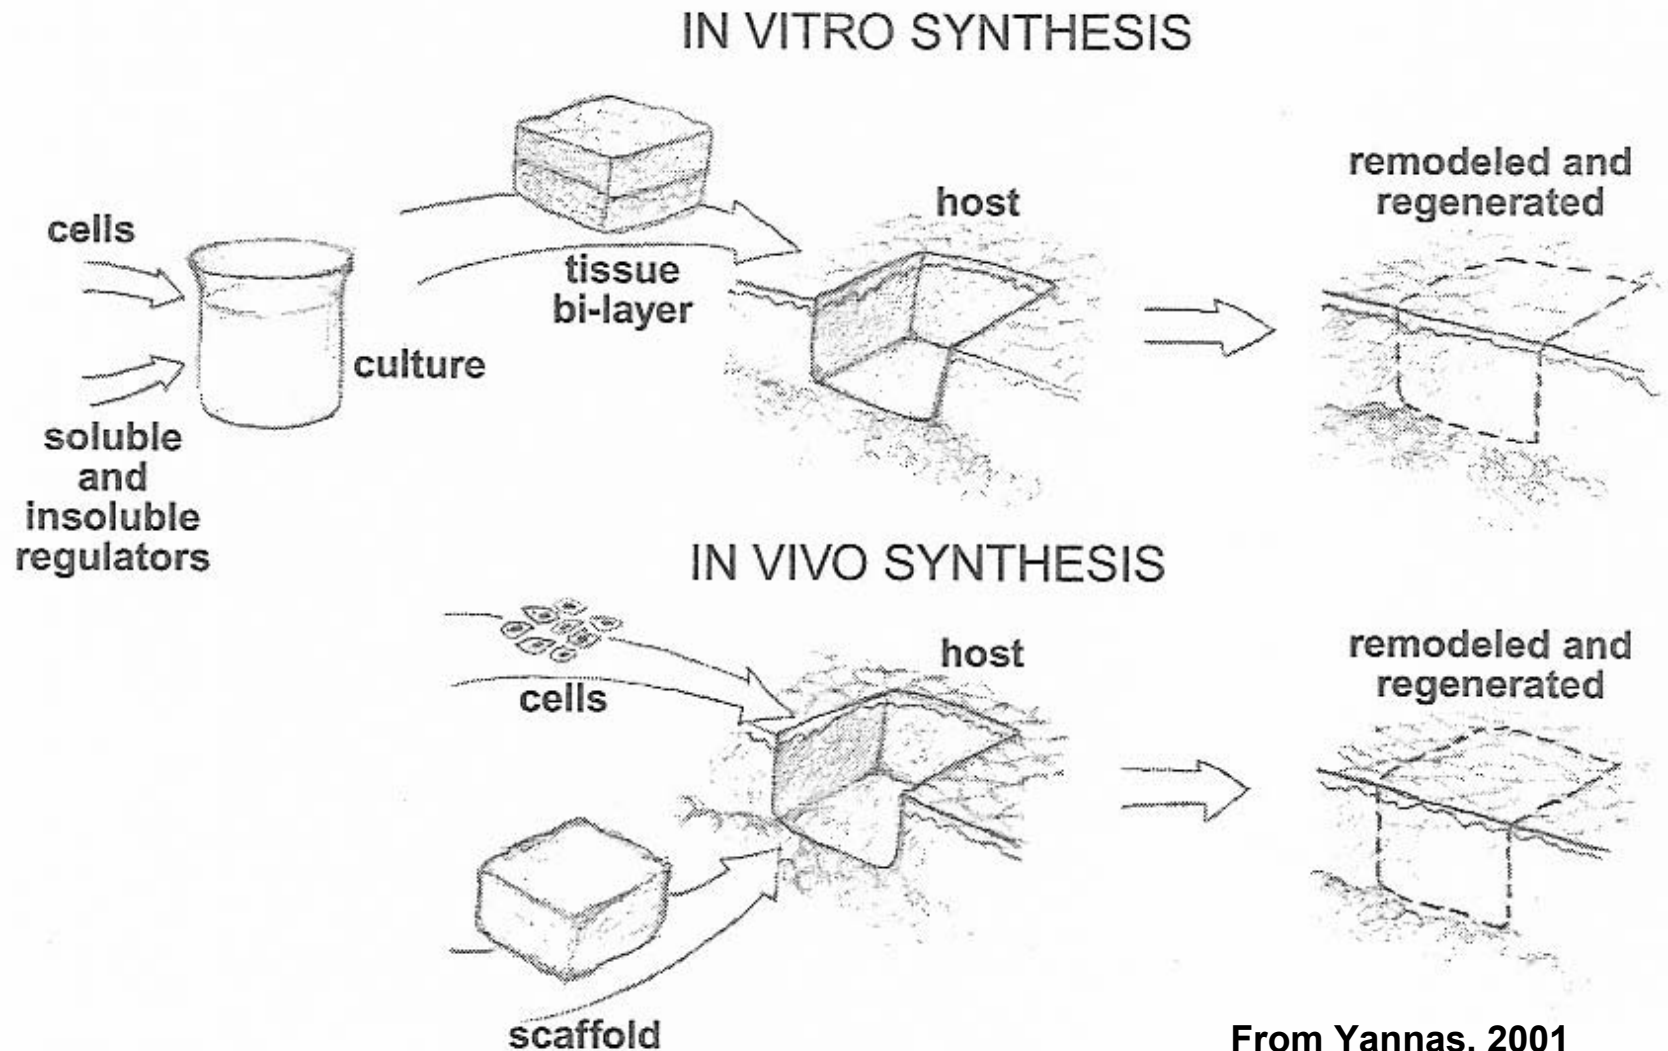 IN VITRO SYNTHESIS
cells
soluble
and
insoluble
regulators
culture
tissue
bi-layer
host
remodeled and
regenerated
IN VIVO SYNTHESIS
cells
scaffold
host
remodeled and
regenerated
From Yannas, 2001